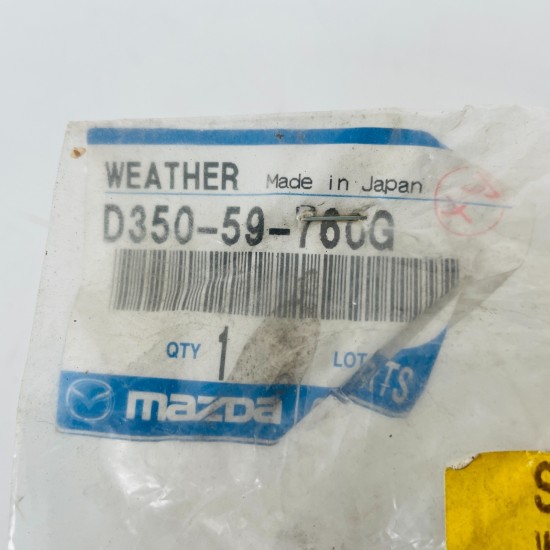 WEATHER Made in Japan
D350-59-760G
QTY 1 LOT
mazda
S